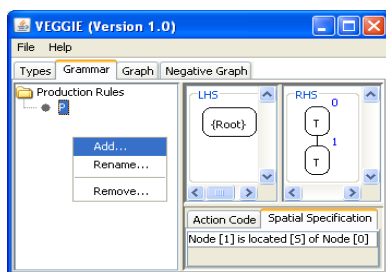 VEGGIE (Version 1.0)
File Help
Types Grammar Graph Negative Graph
Production Rules
P
Add...
Rename...
Remove...
LHS
{Root}
RHS
0
T
1
T
Action Code Spatial Specification
Node [1] is located [S] of Node [0]